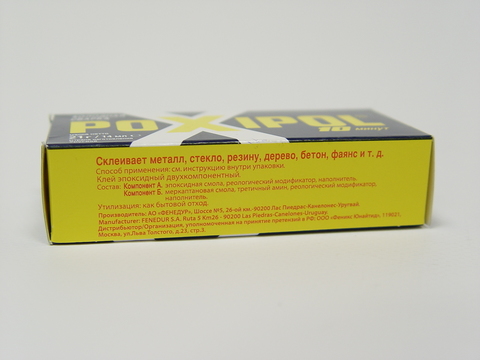 21 г / 14 мл
POXIPOL
10 минут
Склеивает металл, стекло, резину, дерево, бетон, фаянс и т. д.
Способ применения: см. инструкцию внутри упаковки.
Клей эпоксидный двухкомпонентный.
Состав: Компонент А. эпоксидная смола, реологический модификатор, наполнитель.
Компонент Б. меркаптановая смола, третичный амин, реологический модификатор,
наполнитель.
Утилизация: как бытовой отход.
Производитель: АО «ФЕНЕДУР», Шоссе №5, 26-ой км.-90200 Лас Пиедрас-Канелонес-Уругвай.
Manufacturer: FENEDUR S.A. Ruta 5 Km26 - 90200 Las Piedras-Canelones-Uruguay
Дистрибьютор/Организация, уполномоченная на принятие претензий в РФ: ООО «Феникс Юнайтед», 119021,
Москва, ул.Льва Толстого, д.23, стр.3.